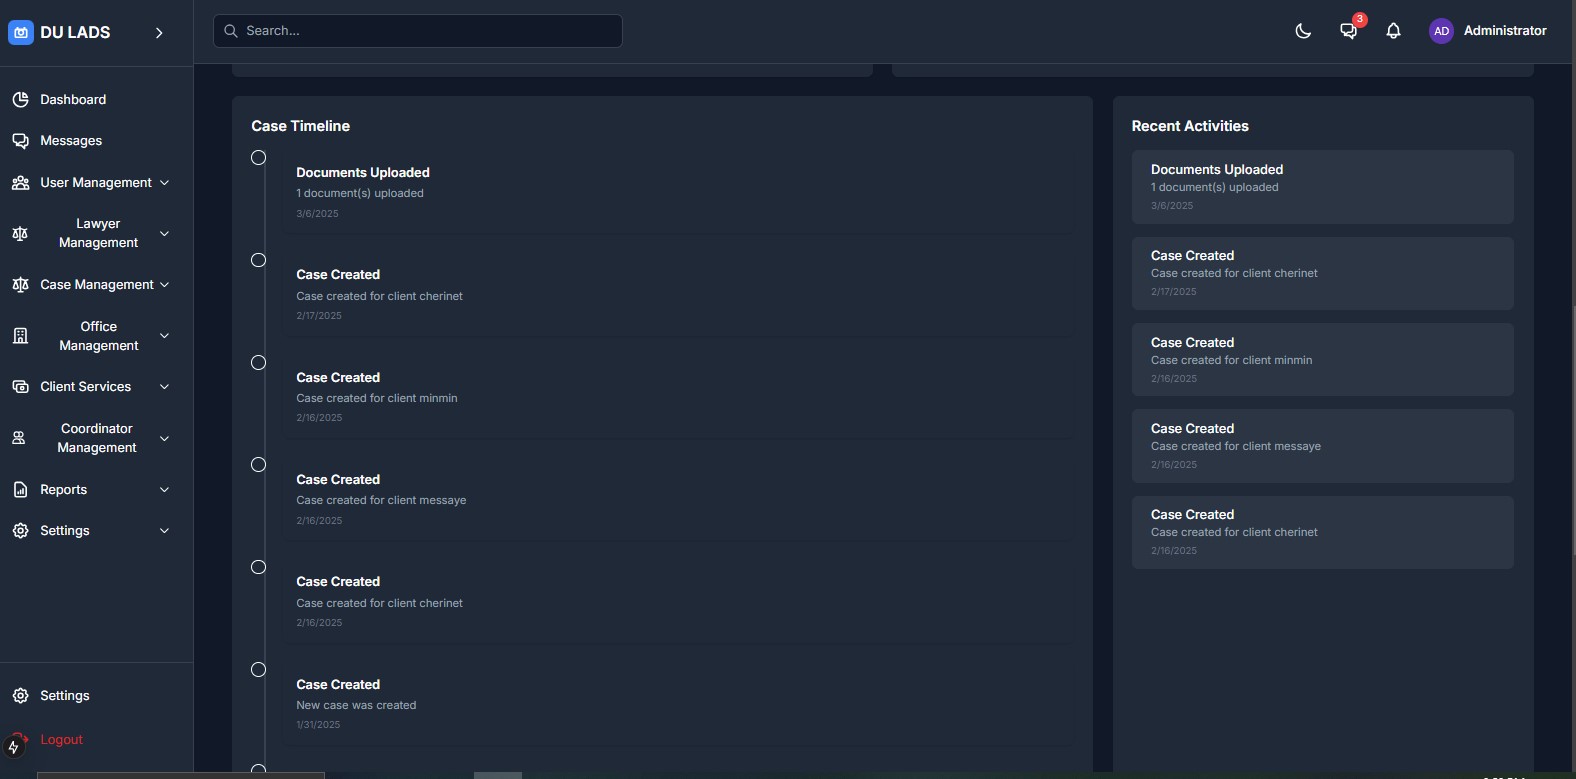 DU LADS
Search...
3
AD
Administrator
Dashboard
Messages
User Management
Lawyer
Management
Case Management
Office
Management
Client Services
Coordinator
Management
Reports
Settings
Settings
Logout
Case Timeline
Documents Uploaded
1 document(s) uploaded
3/6/2025
Case Created
Case created for client cherinet
2/17/2025
Case Created
Case created for client minmin
2/16/2025
Case Created
Case created for client messaye
2/16/2025
Case Created
Case created for client cherinet
2/16/2025
Case Created
New case was created
1/31/2025
Recent Activities
Documents Uploaded
1 document(s) uploaded
3/6/2025
Case Created
Case created for client cherinet
2/17/2025
Case Created
Case created for client minmin
2/16/2025
Case Created
Case created for client messaye
2/16/2025
Case Created
Case created for client cherinet
2/16/2025